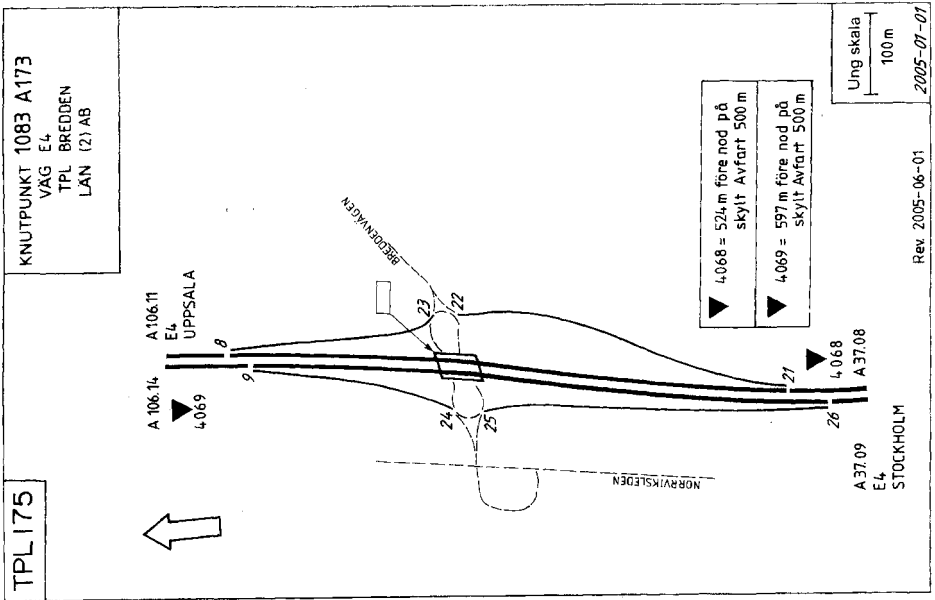 TPL 175
KNUTPUNKT 1083 A173
VÄG E4
TPL BREDDEN
LÄN (2) AB
A 106.14
4069
A 106.11
E4
UPPSALA
8
9
BREDDENVÄGEN
23
22
24
25
NORRVIKSLEDEN
21
26
4068
A 37.08
A 37.09
E4
STOCKHOLM
4068 = 524 m före nod på
skylt Avfart 500 m
4069 = 597 m före nod på
skylt Avfart 500 m
Ung skala
100 m
Rev. 2005-06-01
2005-01-01